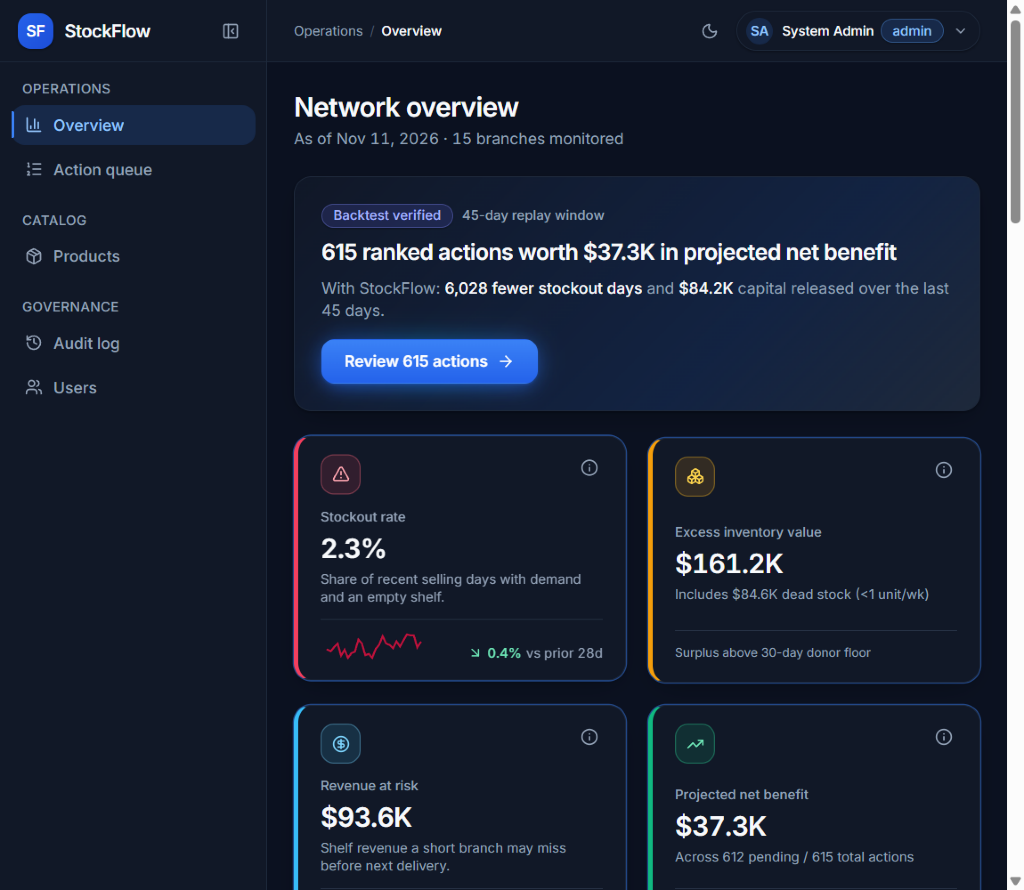 SF StockFlow
Operations / Overview
SA System Admin admin
OPERATIONS
Overview
Action queue
CATALOG
Products
GOVERNANCE
Audit log
Users
Network overview
As of Nov 11, 2026 · 15 branches monitored
Backtest verified 45-day replay window
615 ranked actions worth $37.3K in projected net benefit
With StockFlow: 6,028 fewer stockout days and $84.2K capital released over the last
45 days.
Review 615 actions →
Stockout rate
2.3%
Share of recent selling days with demand
and an empty shelf.
↘ 0.4% vs prior 28d
Excess inventory value
$161.2K
Includes $84.6K dead stock (<1 unit/wk)
Surplus above 30-day donor floor
Revenue at risk
$93.6K
Shelf revenue a short branch may miss
before next delivery.
Projected net benefit
$37.3K
Across 612 pending / 615 total actions